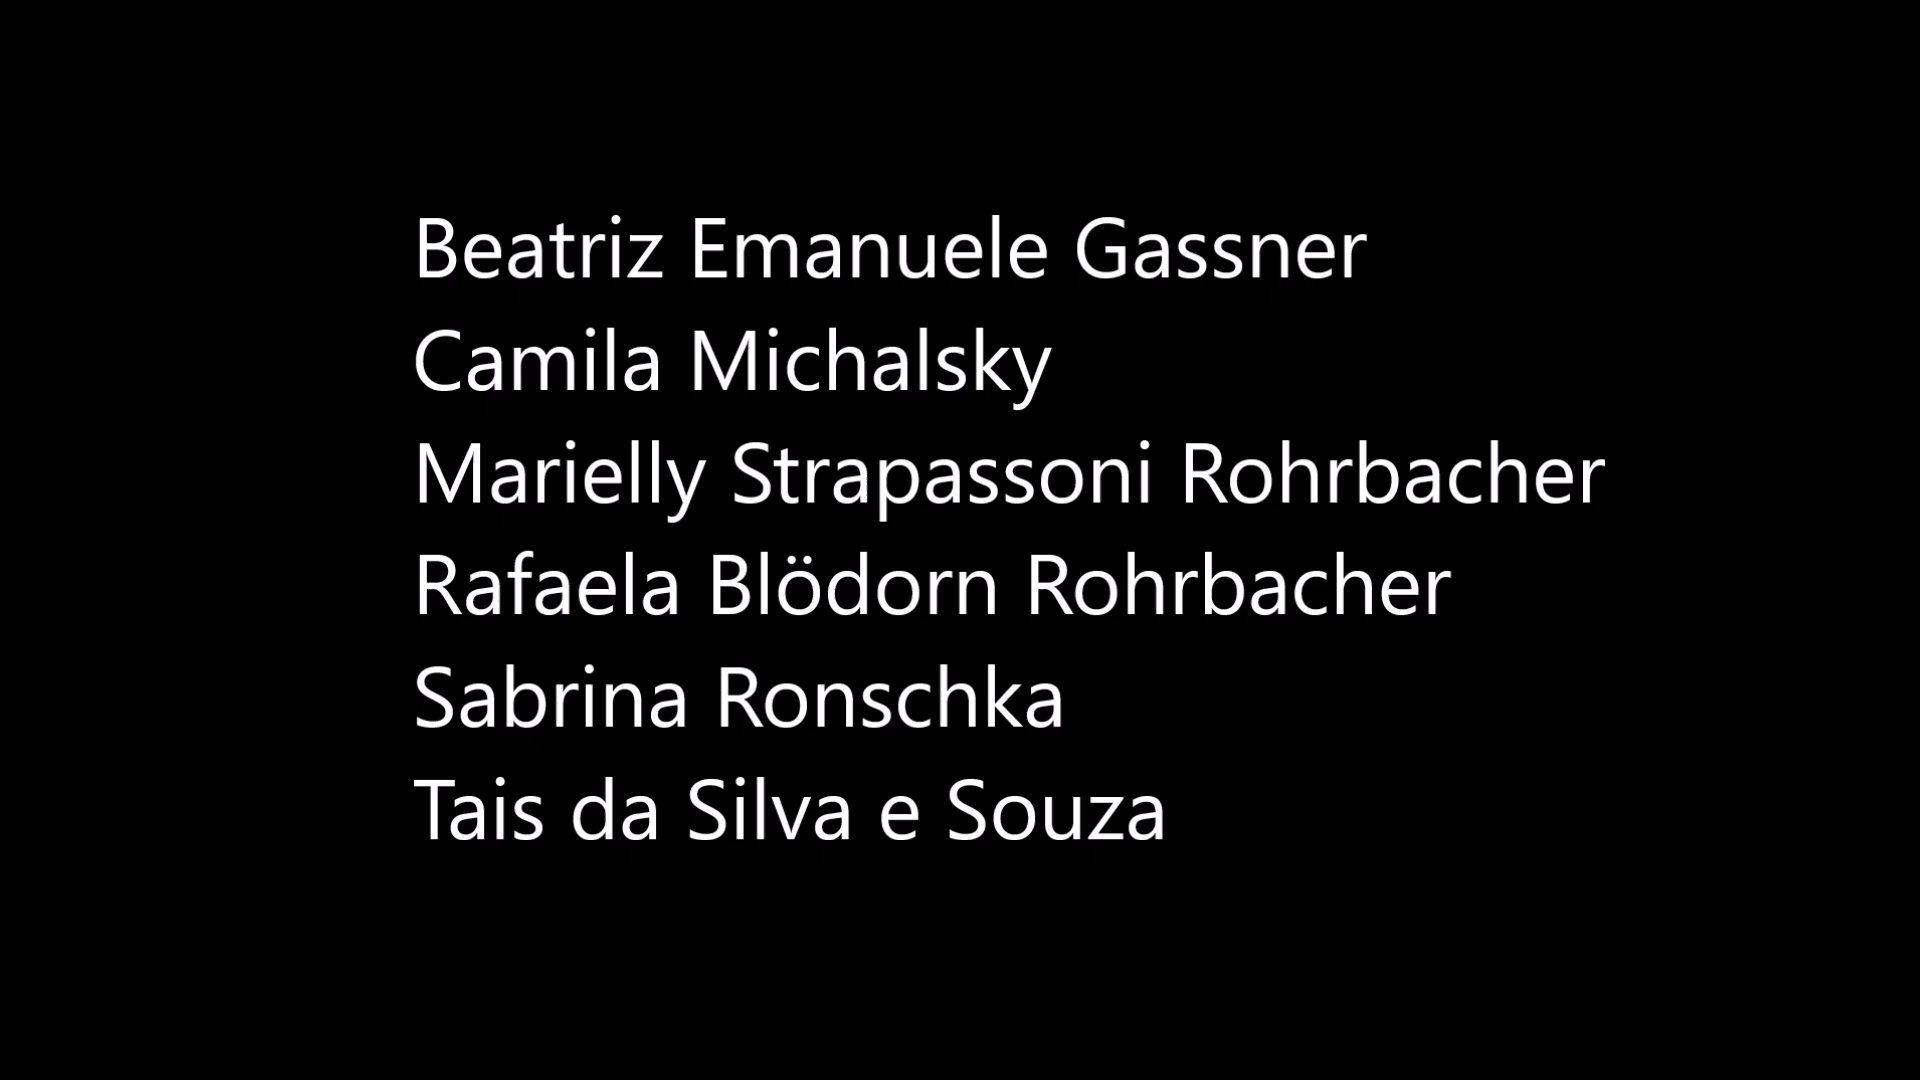 Beatriz Emanuele Gassner
Camila Michalsky
Marielly Strapassoni Rohrbacher
Rafaela Blödorn Rohrbacher
Sabrina Ronschka
Tais da Silva e Souza